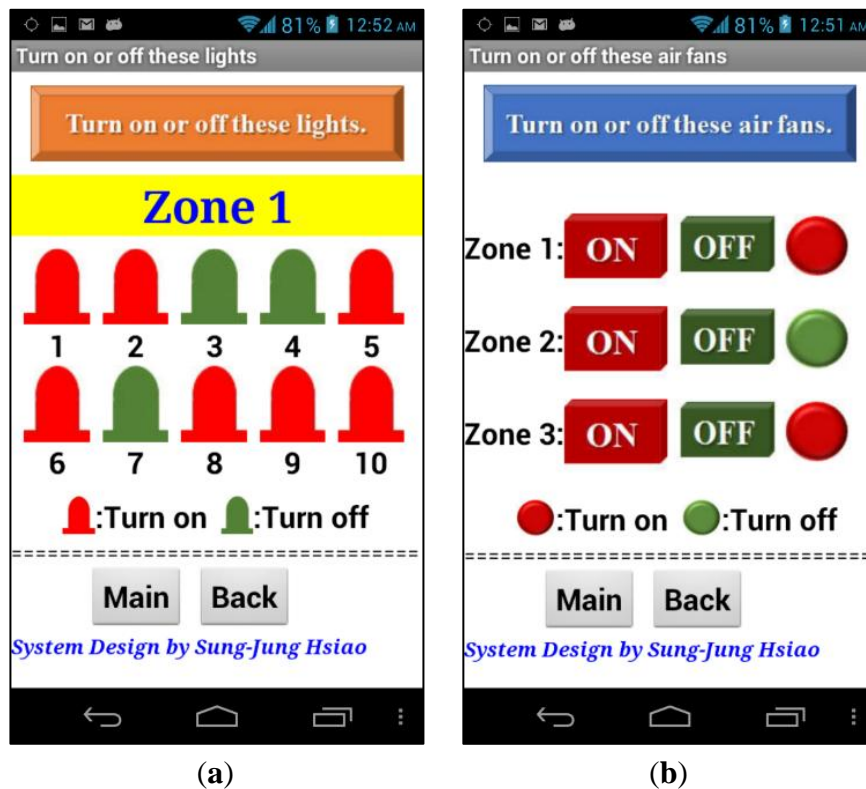 81% 12:52 AM
Turn on or off these lights
Turn on or off these lights.
Zone 1
1 2 3 4 5
6 7 8 9 10
:Turn on :Turn off
==========================================
Main Back
System Design by Sung-Jung Hsiao
(a)
81% 12:51 AM
Turn on or off these air fans
Turn on or off these air fans.
Zone 1: ON OFF
Zone 2: ON OFF
Zone 3: ON OFF
:Turn on :Turn off
==========================================
Main Back
System Design by Sung-Jung Hsiao
(b)